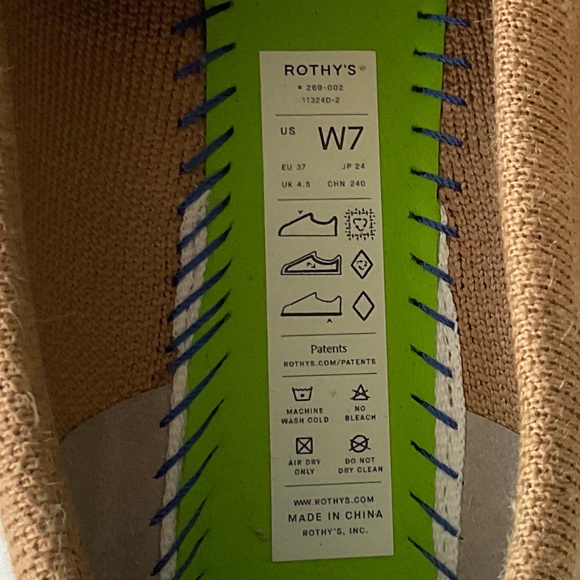 ROTHY'S®
* 269-002
11324D-2
US W7
EU 37 JP 24
UK 4.5 CHN 240
Patents
ROTHYS.COM/PATENTS
MACHINE WASH COLD
NO BLEACH
AIR DRY ONLY
DO NOT DRY CLEAN
WWW.ROTHYS.COM
MADE IN CHINA
ROTHY'S, INC.